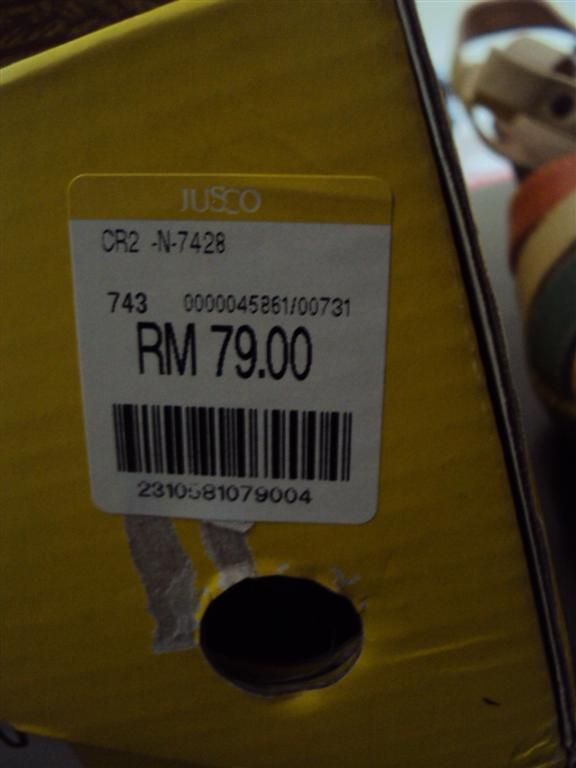 JUSCO
CR2 -N-7428
743 0000045861/00731
RM 79.00
2310581079004